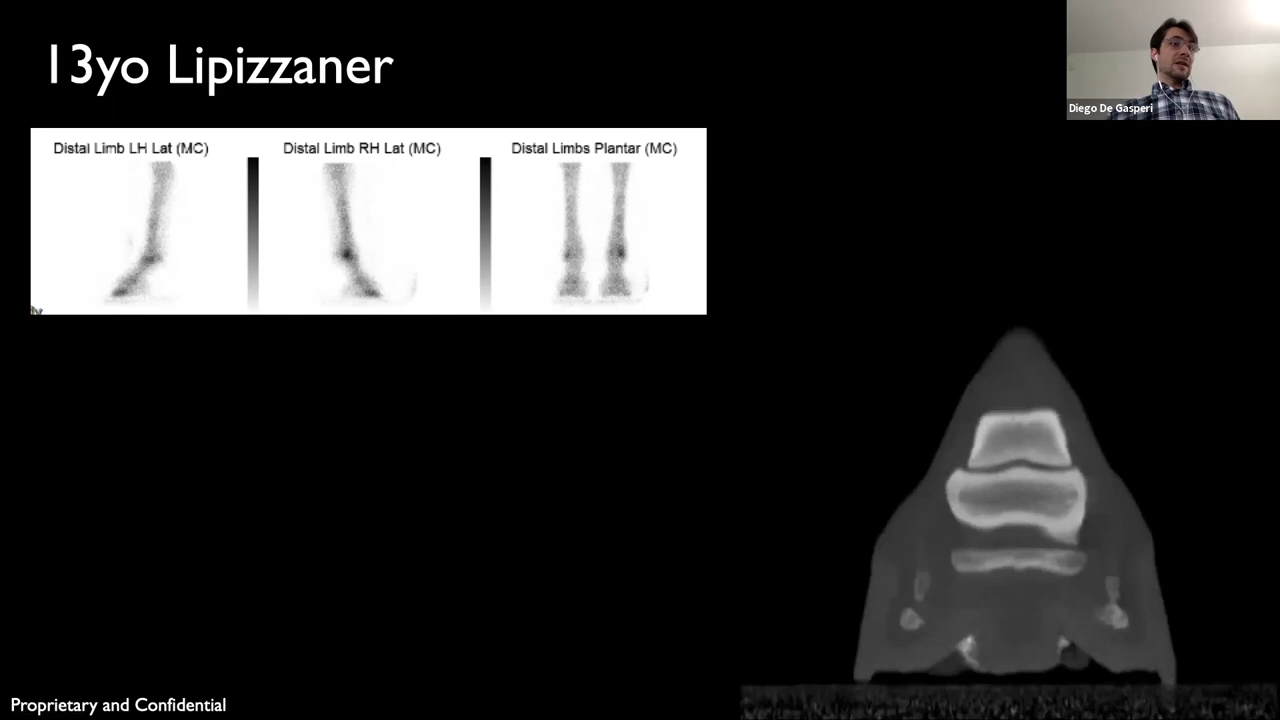 13yo Lipizzaner
Diego De Gasperi
Distal Limb LH Lat (MC)
Distal Limb RH Lat (MC)
Distal Limbs Plantar (MC)
Proprietary and Confidential